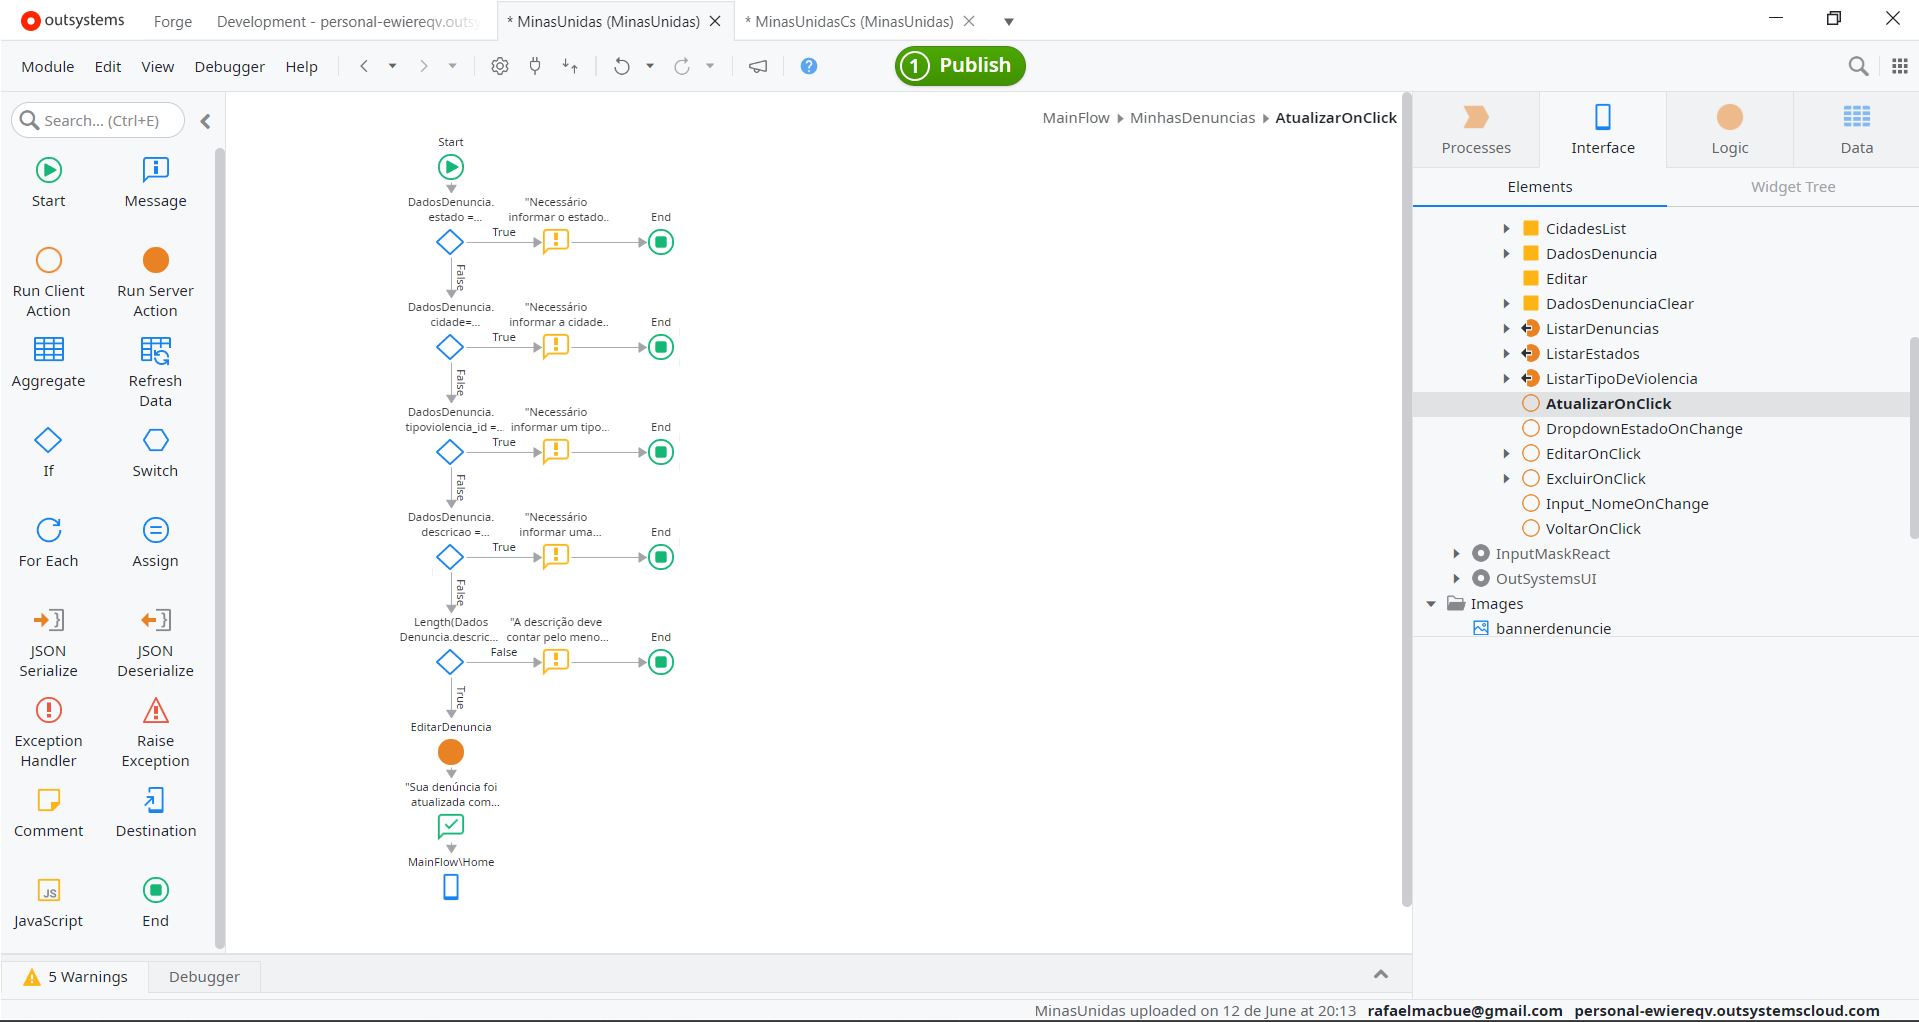 outsystems
Forge
Development - personal-ewiereqv.outs
* MinasUnidas (MinasUnidas)
* MinasUnidasCs (MinasUnidas)
Module
Edit
View
Debugger
Help
1 Publish
Search... (Ctrl+E)
Start
Message
Run Client
Action
Run Server
Action
Aggregate
Refresh
Data
If
Switch
For Each
Assign
JSON
Serialize
JSON
Deserialize
Exception
Handler
Raise
Exception
Comment
Destination
JS
JavaScript
End
MainFlow
MinhasDenuncias
AtualizarOnClick
Start
DadosDenuncia.
estado =...
True
"Necessário
informar o estado..
End
False
DadosDenuncia.
cidade=...
True
"Necessário
informar a cidade..
End
False
DadosDenuncia.
tipoviolencia_id =..
True
"Necessário
informar um tipo...
End
False
DadosDenuncia.
descricao =...
True
"Necessário
informar uma...
End
False
Length(Dados
Denuncia.descric...
False
"A descrição deve
contar pelo meno...
End
True
EditarDenuncia
"Sua denúncia foi
atualizada com...
MainFlow\Home
Processes
Interface
Logic
Data
Elements
Widget Tree
CidadesList
DadosDenuncia
Editar
DadosDenunciaClear
ListarDenuncias
ListarEstados
ListarTipoDeViolencia
AtualizarOnClick
DropdownEstadoOnChange
EditarOnClick
ExcluirOnClick
Input_NomeOnChange
VoltarOnClick
InputMaskReact
OutSystemsUI
Images
bannerdenuncie
5 Warnings
Debugger
MinasUnidas uploaded on 12 de June at 20:13
rafaelmacbue@gmail.com
personal-ewiereqv.outsystemscloud.com